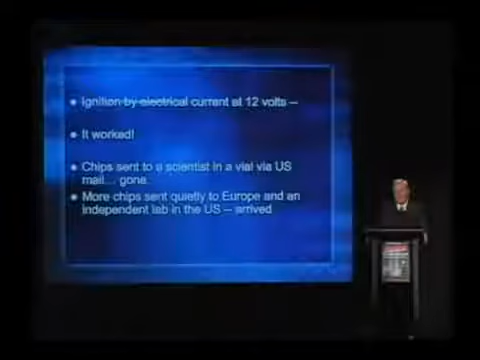 Ignition by electrical current at 12 volts –
It worked!
Chips sent to a scientist in a vial via US
mail... gone.
More chips sent quietly to Europe and an
independent lab in the US – arrived